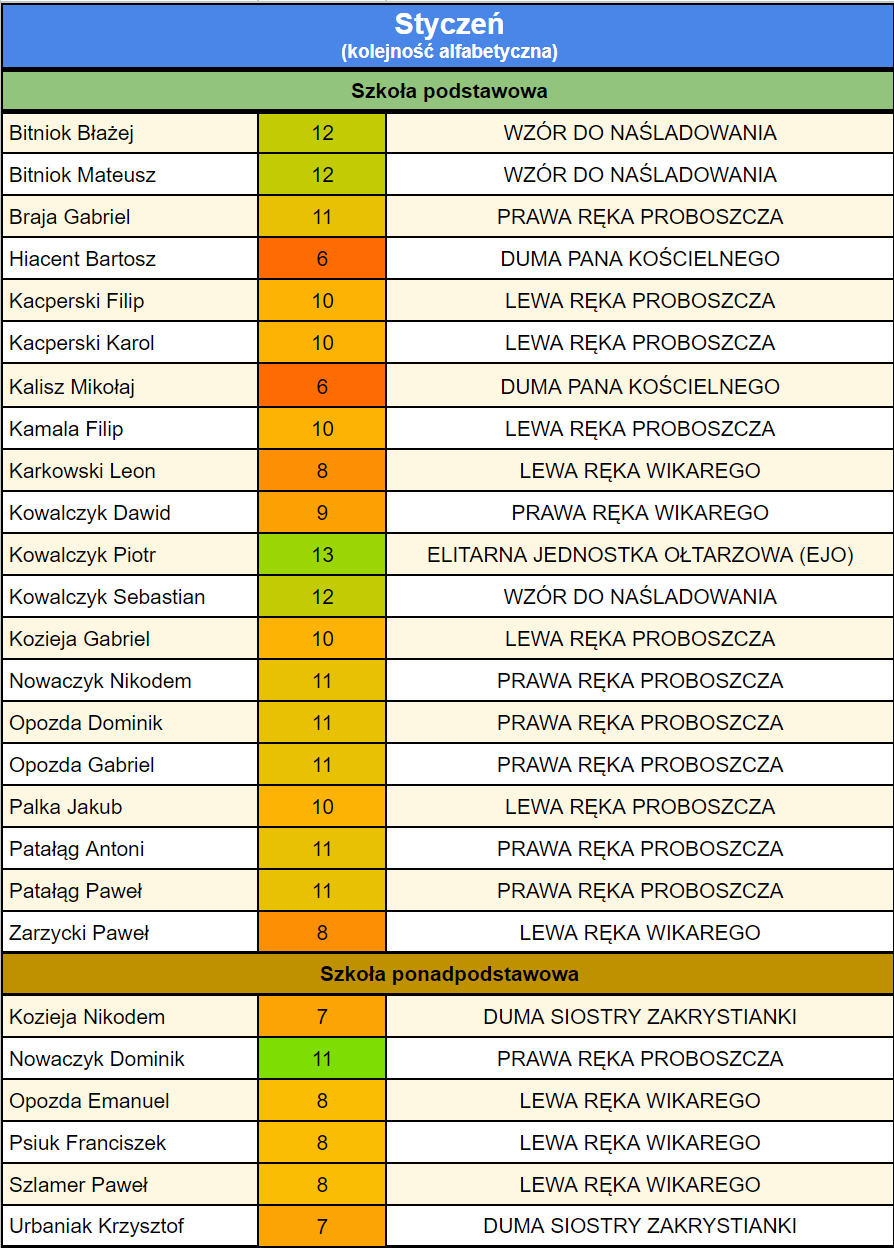 Styczeń
(kolejność alfabetyczna)
Szkoła podstawowa
Bitniok Błażej 12 WZÓR DO NAŚLADOWANIA
Bitniok Mateusz 12 WZÓR DO NAŚLADOWANIA
Braja Gabriel 11 PRAWA RĘKA PROBOSZCZA
Hiacent Bartosz 6 DUMA PANA KOŚCIELNEGO
Kacperski Filip 10 LEWA RĘKA PROBOSZCZA
Kacperski Karol 10 LEWA RĘKA PROBOSZCZA
Kalisz Mikołaj 6 DUMA PANA KOŚCIELNEGO
Kamala Filip 10 LEWA RĘKA PROBOSZCZA
Karkowski Leon 8 LEWA RĘKA WIKAREGO
Kowalczyk Dawid 9 PRAWA RĘKA WIKAREGO
Kowalczyk Piotr 13 ELITARNA JEDNOSTKA OŁTARZOWA (EJO)
Kowalczyk Sebastian 12 WZÓR DO NAŚLADOWANIA
Kozieja Gabriel 10 LEWA RĘKA PROBOSZCZA
Nowaczyk Nikodem 11 PRAWA RĘKA PROBOSZCZA
Opozda Dominik 11 PRAWA RĘKA PROBOSZCZA
Opozda Gabriel 11 PRAWA RĘKA PROBOSZCZA
Palka Jakub 10 LEWA RĘKA PROBOSZCZA
Patałąg Antoni 11 PRAWA RĘKA PROBOSZCZA
Patałąg Paweł 11 PRAWA RĘKA PROBOSZCZA
Zarzycki Paweł 8 LEWA RĘKA WIKAREGO
Szkoła ponadpodstawowa
Kozieja Nikodem 7 DUMA SIOSTRY ZAKRYSTIANKI
Nowaczyk Dominik 11 PRAWA RĘKA PROBOSZCZA
Opozda Emanuel 8 LEWA RĘKA WIKAREGO
Psiuk Franciszek 8 LEWA RĘKA WIKAREGO
Szlamer Paweł 8 LEWA RĘKA WIKAREGO
Urbaniak Krzysztof 7 DUMA SIOSTRY ZAKRYSTIANKI